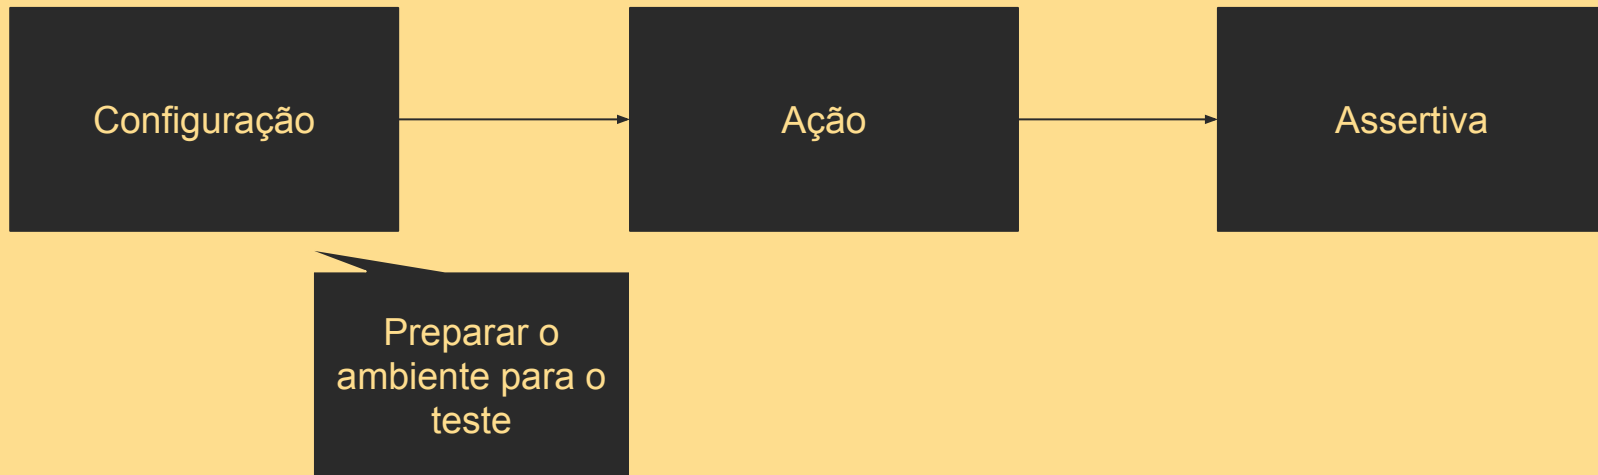 Configuração
Ação
Assertiva
Preparar o
ambiente para o
teste